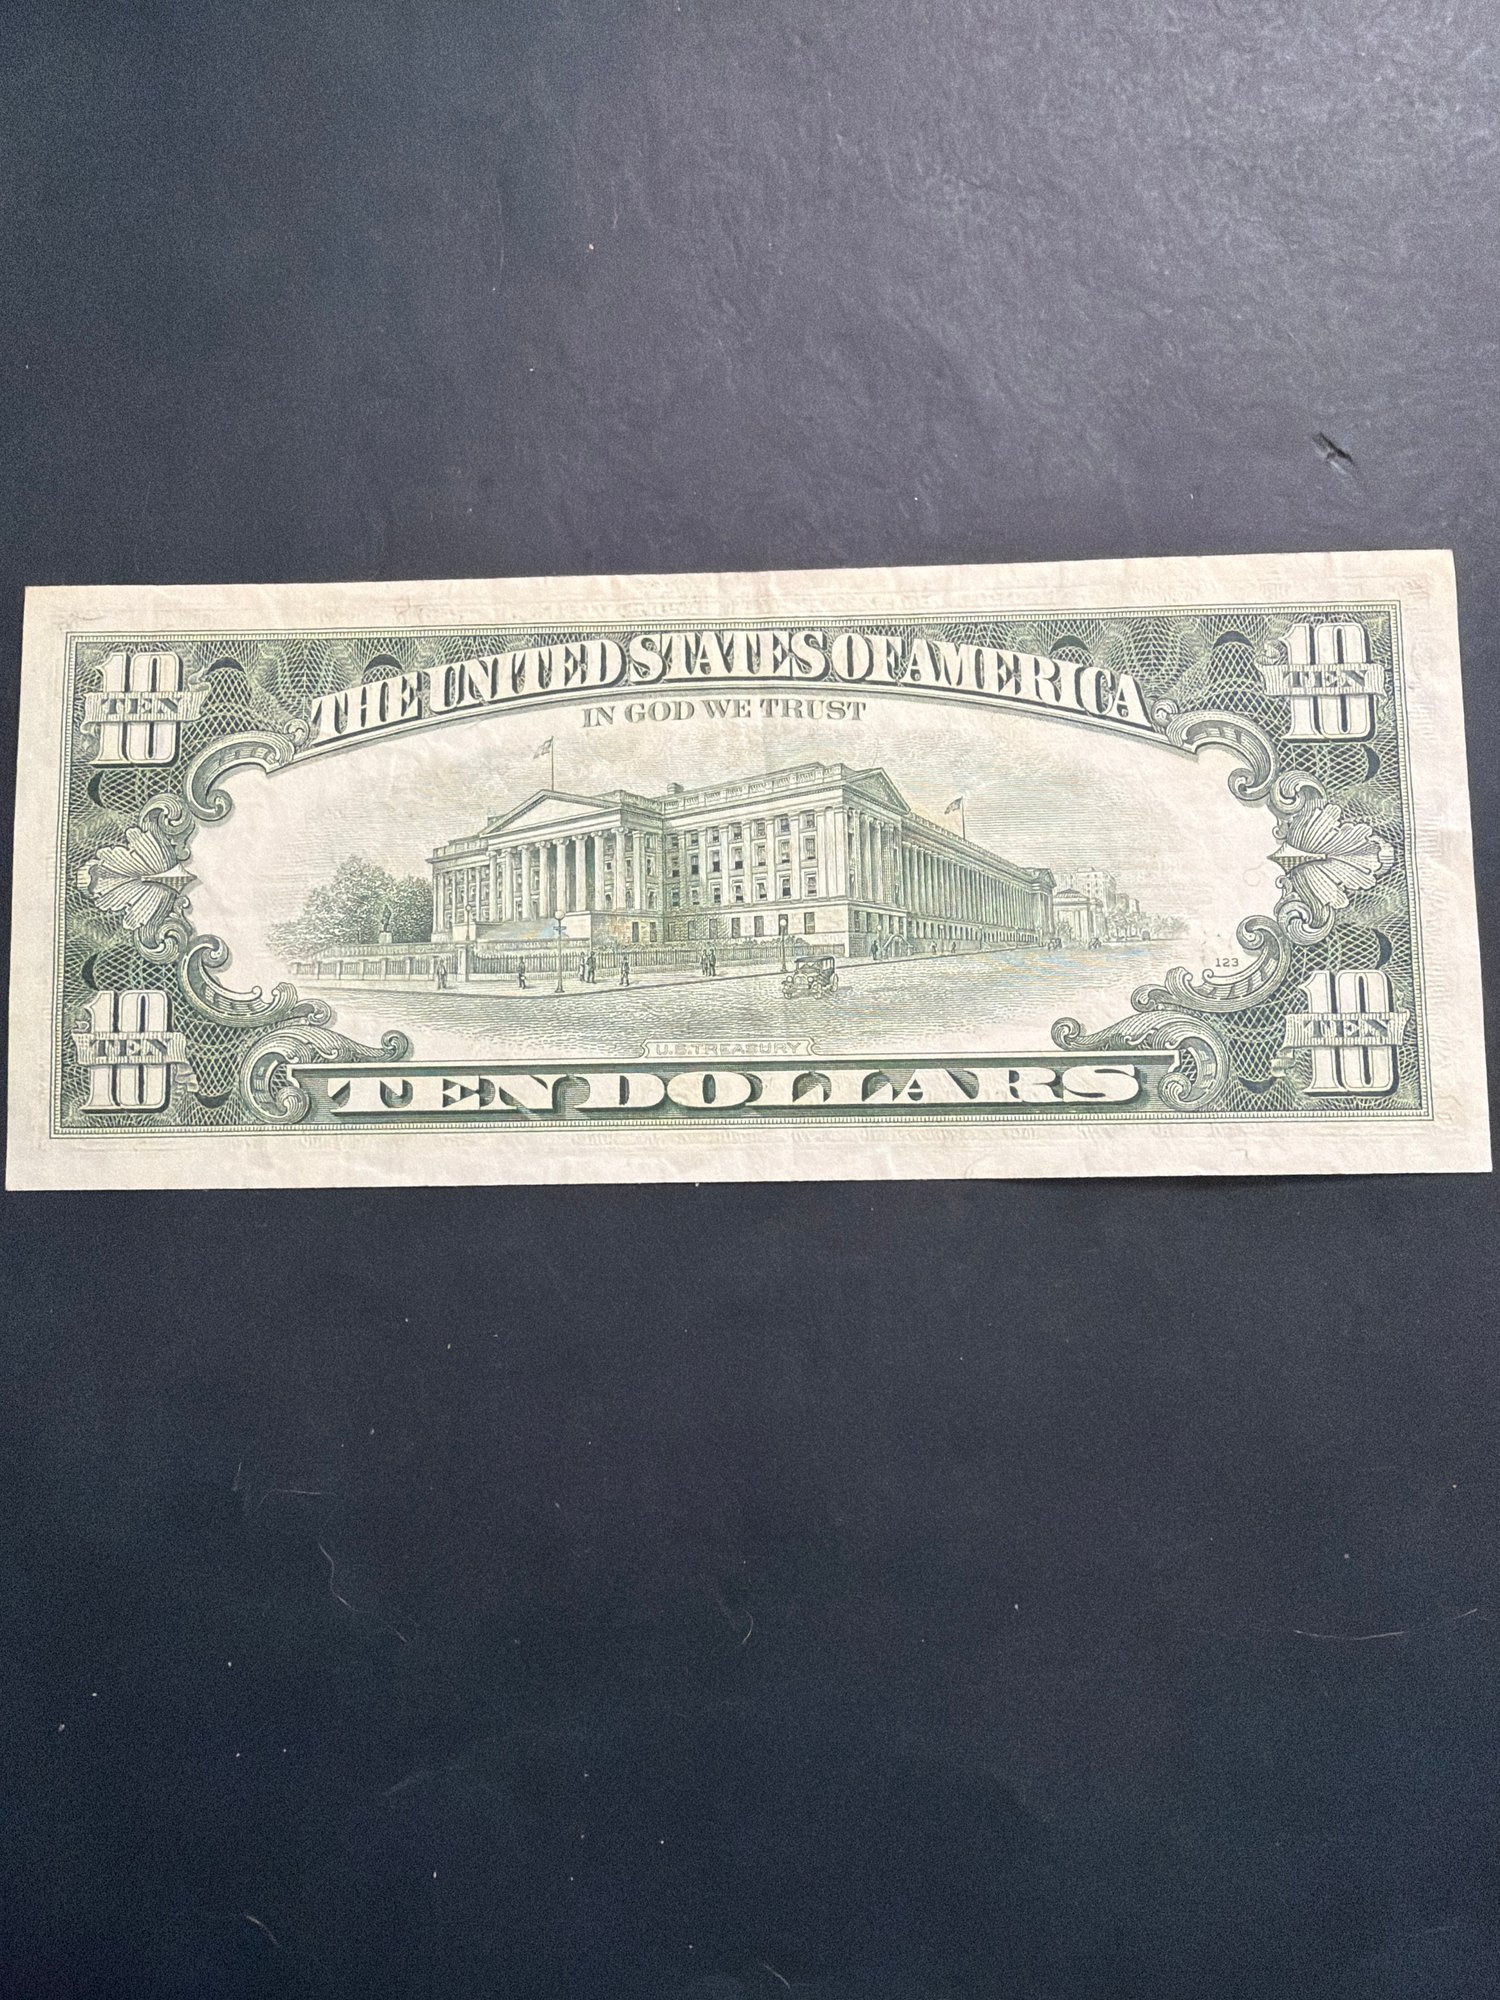 10 TEN 10
THE UNITED STATES OF AMERICA
10 TEN 10
IN GOD WE TRUST
123
U.S. TREASURY
10 TEN 10
TEN DOLLARS
10 TEN 10